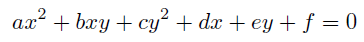 ax² + bxy + cy² + dx + ey + f = 0